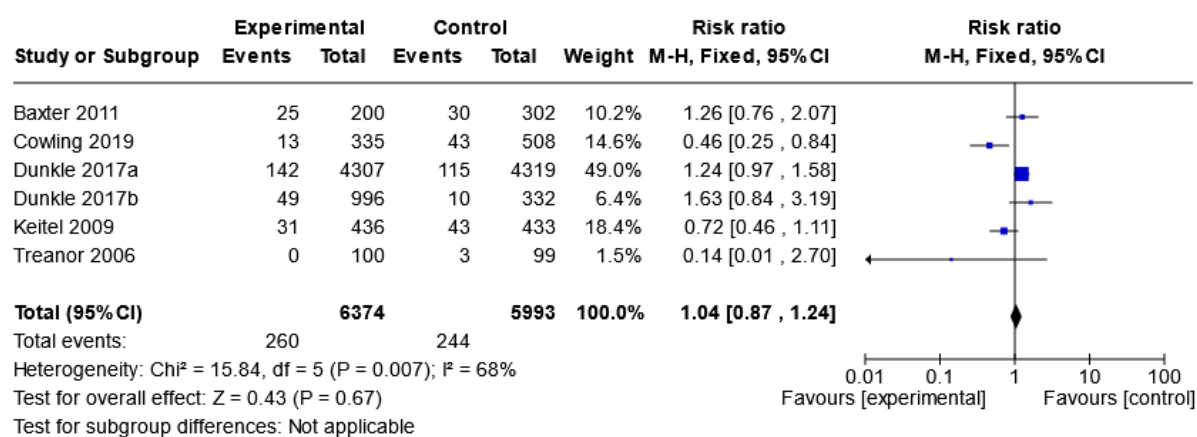 Experimental Control Risk ratio Risk ratio
Study or Subgroup Events Total Events Total Weight M-H, Fixed, 95% CI M-H, Fixed, 95% CI
Baxter 2011 25 200 30 302 10.2% 1.26 [0.76 , 2.07]
Cowling 2019 13 335 43 508 14.6% 0.46 [0.25 , 0.84]
Dunkle 2017a 142 4307 115 4319 49.0% 1.24 [0.97 , 1.58]
Dunkle 2017b 49 996 10 332 6.4% 1.63 [0.84 , 3.19]
Keitel 2009 31 436 43 433 18.4% 0.72 [0.46 , 1.11]
Treanor 2006 0 100 3 99 1.5% 0.14 [0.01 , 2.70]
Total (95% CI) 6374 5993 100.0% 1.04 [0.87 , 1.24]
Total events: 260 244
Heterogeneity: Chi² = 15.84, df = 5 (P = 0.007); I² = 68%
Test for overall effect: Z = 0.43 (P = 0.67)
Test for subgroup differences: Not applicable
0.01 0.1 1 10 100
Favours [experimental] Favours [control]